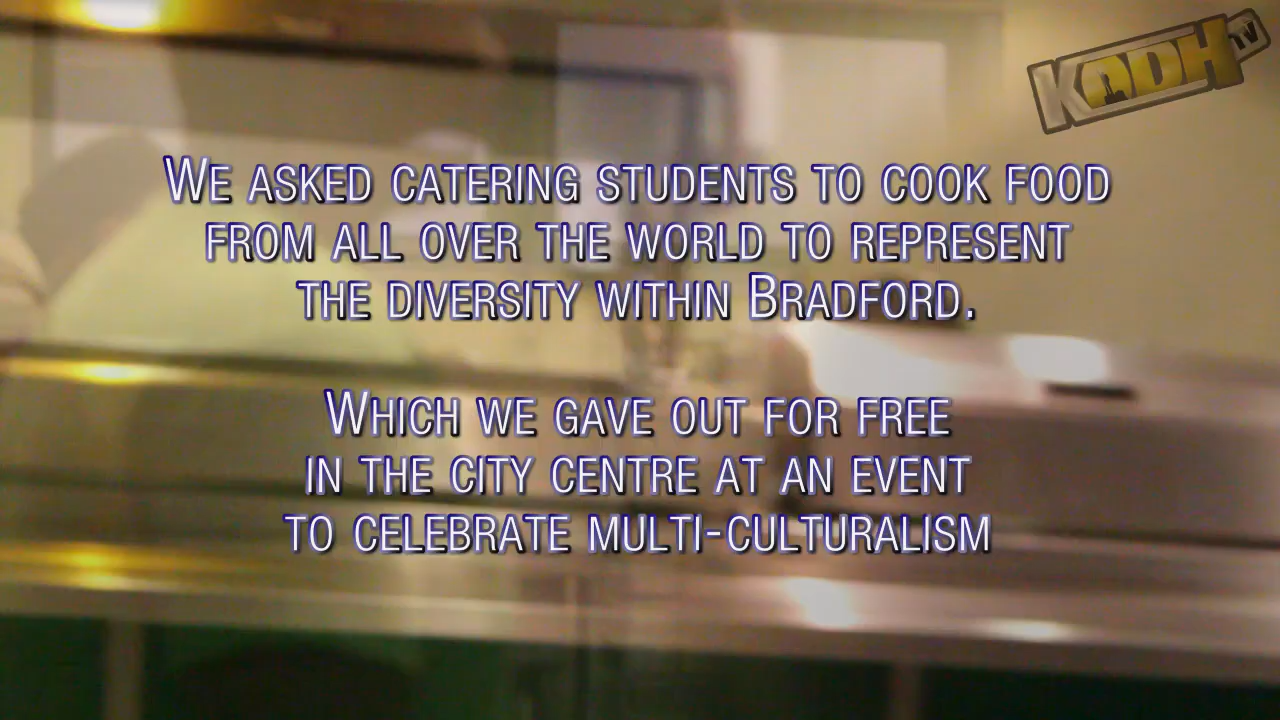 KADH TV
We asked catering students to cook food
from all over the world to represent
the diversity within Bradford.
Which we gave out for free
in the city centre at an event
to celebrate multi-culturalism